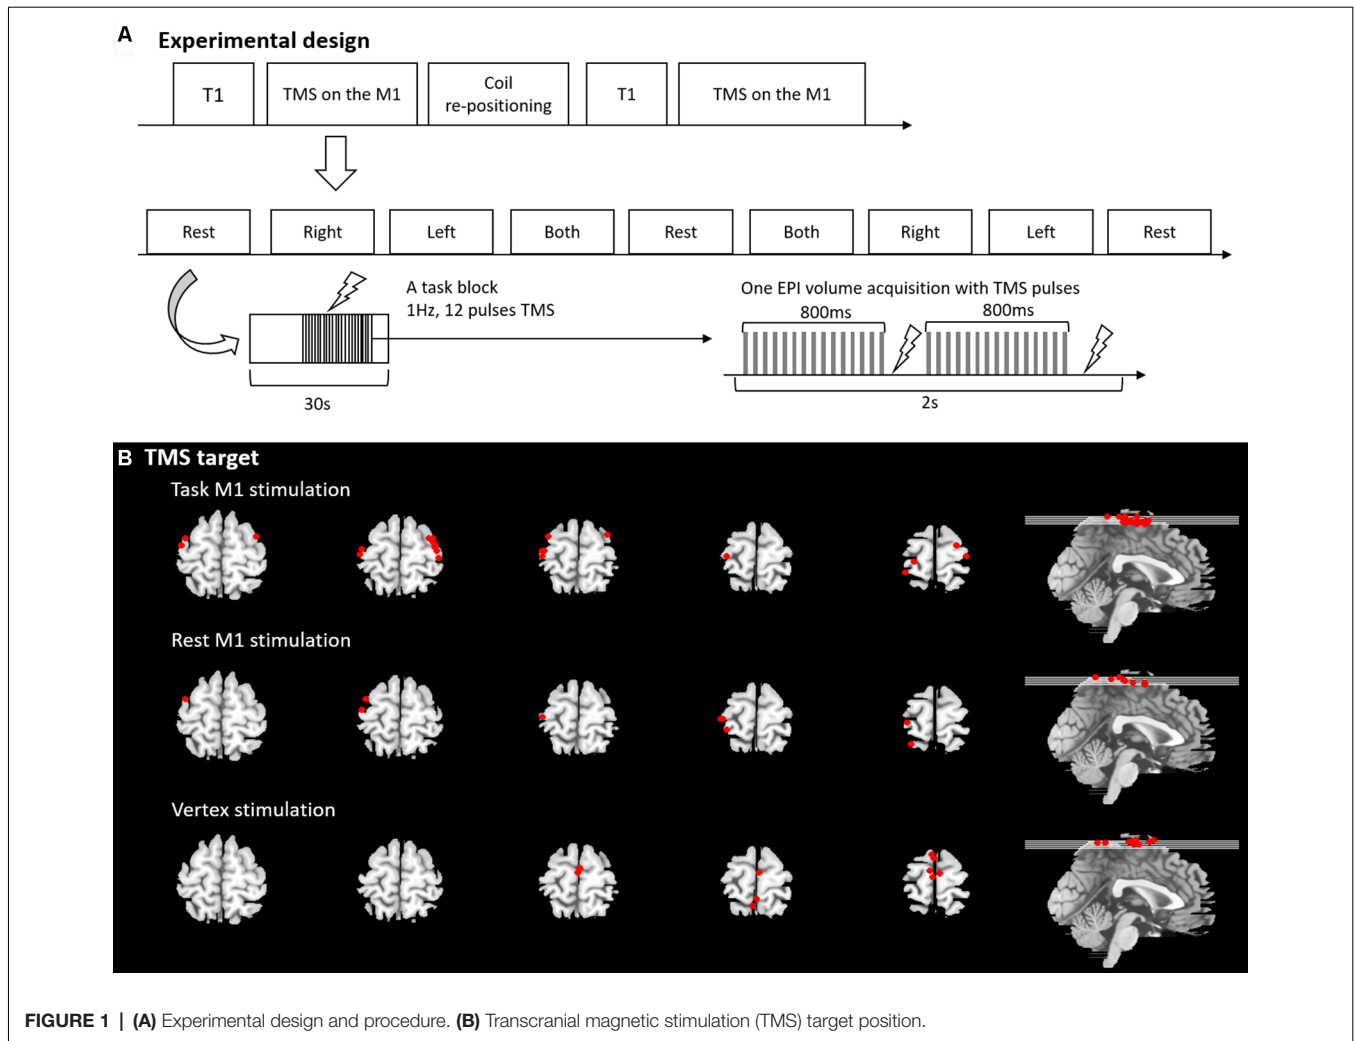 A Experimental design
T1
TMS on the M1
Coil
re-positioning
T1
TMS on the M1
Rest
Right
Left
Both
Rest
Both
Right
Left
Rest
A task block
1Hz, 12 pulses TMS
30s
One EPI volume acquisition with TMS pulses
800ms
800ms
2s
B TMS target
Task M1 stimulation
Rest M1 stimulation
Vertex stimulation
FIGURE 1 | (A) Experimental design and procedure. (B) Transcranial magnetic stimulation (TMS) target position.